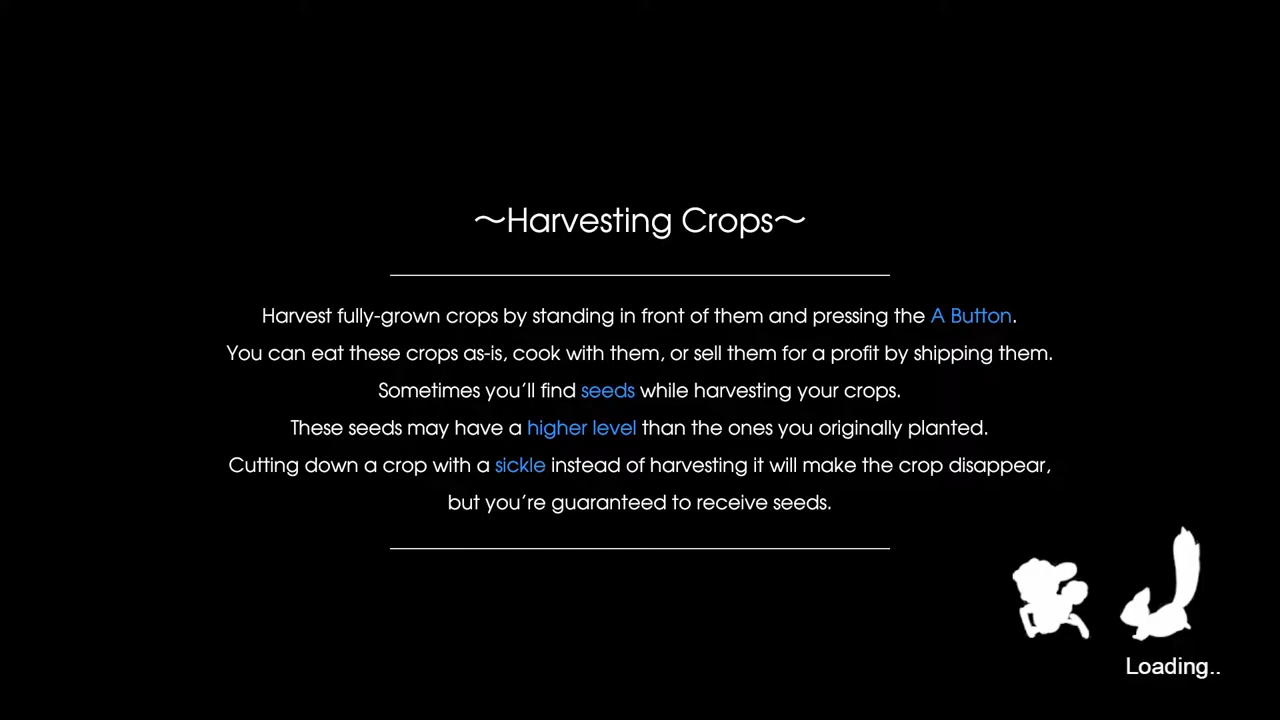 ～Harvesting Crops～
Harvest fully-grown crops by standing in front of them and pressing the A Button.
You can eat these crops as-is, cook with them, or sell them for a profit by shipping them.
Sometimes you’ll find seeds while harvesting your crops.
These seeds may have a higher level than the ones you originally planted.
Cutting down a crop with a sickle instead of harvesting it will make the crop disappear,
but you’re guaranteed to receive seeds.
Loading..